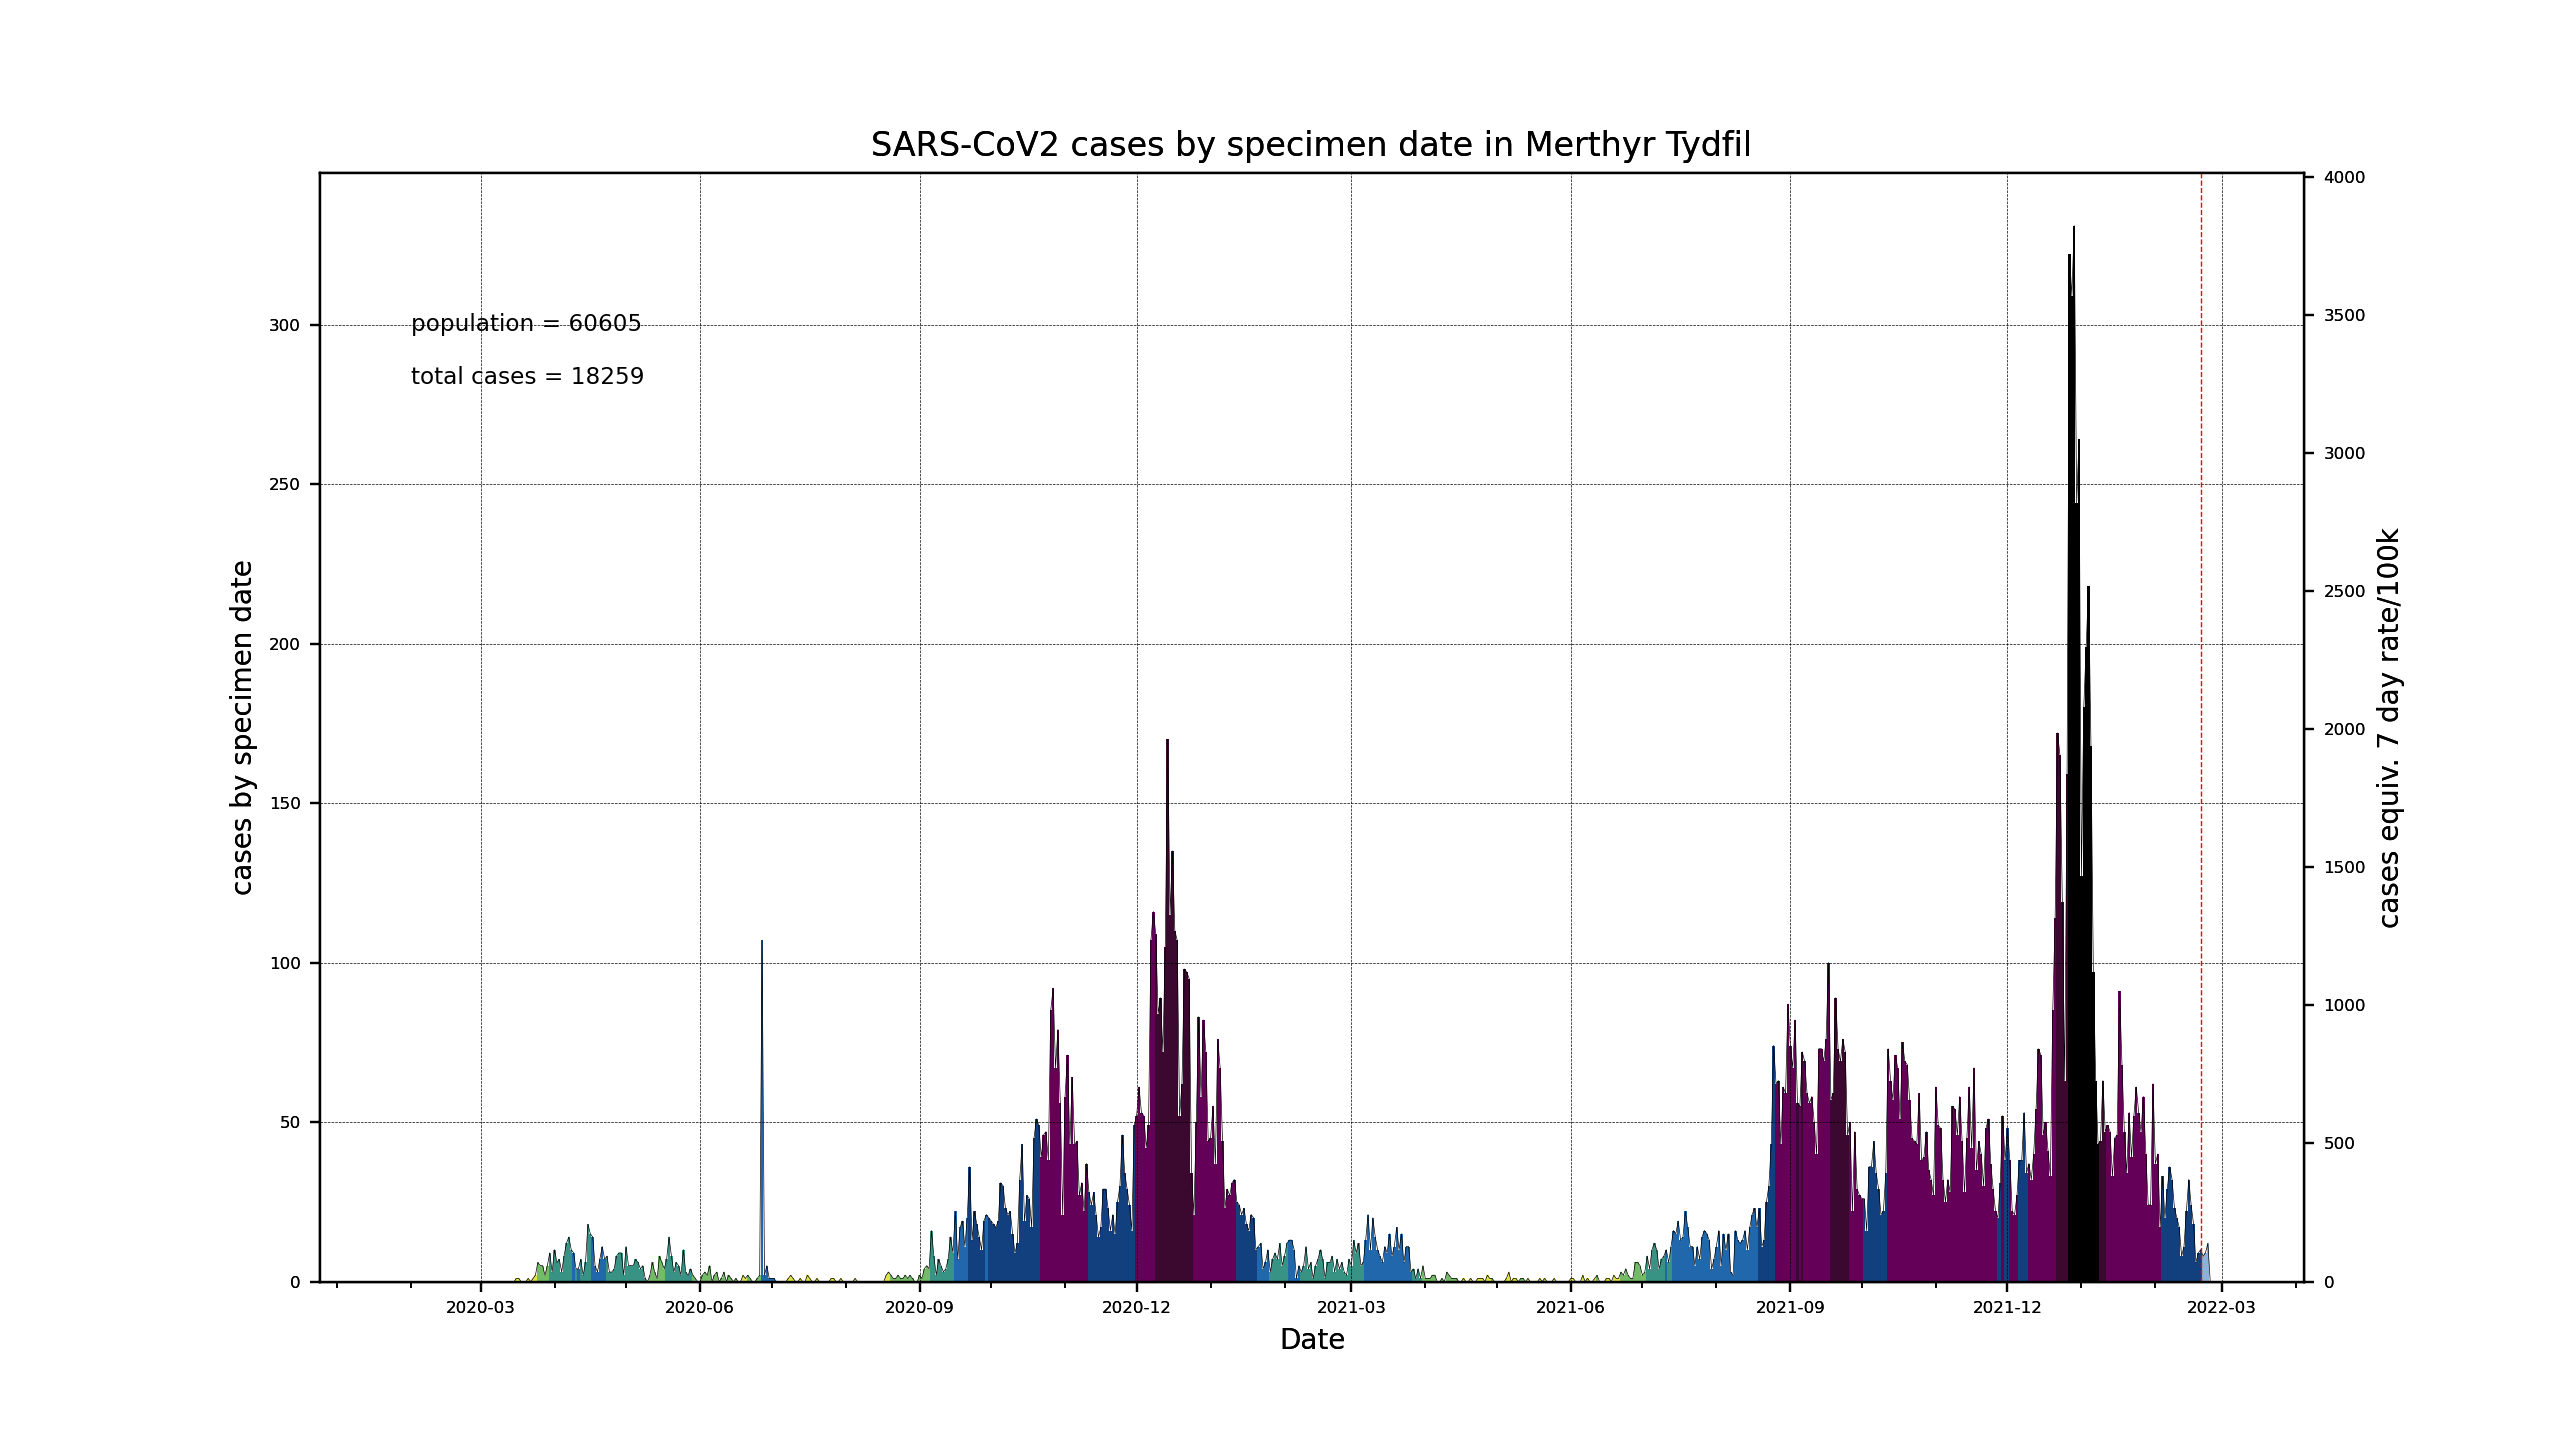 SARS-CoV2 cases by specimen date in Merthyr Tydfil
population = 60605
total cases = 18259
cases by specimen date
300
250
200
150
100
50
0
4000
3500
3000
2500
2000
1500
1000
500
0
cases equiv. 7 day rate/100k
2020-03 2020-06 2020-09 2020-12 2021-03 2021-06 2021-09 2021-12 2022-03
Date